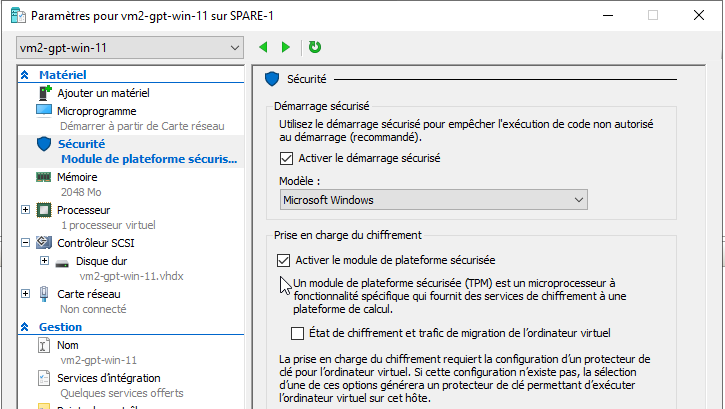 Paramètres pour vm2-gpt-win-11 sur SPARE-1
vm2-gpt-win-11
Matériel
Ajouter un matériel
Microprogramme
Démarrer à partir de Carte réseau
Sécurité
Module de plateforme sécuris...
Mémoire
2048 Mo
Processeur
1 processeur virtuel
Contrôleur SCSI
Disque dur
vm2-gpt-win-11.vhdx
Carte réseau
Non connecté
Gestion
Nom
vm2-gpt-win-11
Services d'intégration
Quelques services offerts
Sécurité
Démarrage sécurisé
Utilisez le démarrage sécurisé pour empêcher l'exécution de code non autorisé
au démarrage (recommandé).
Activer le démarrage sécurisé
Modèle :
Microsoft Windows
Prise en charge du chiffrement
Activer le module de plateforme sécurisée
Un module de plateforme sécurisée (TPM) est un microprocesseur à
fonctionnalité spécifique qui fournit des services de chiffrement à une
plateforme de calcul.
État de chiffrement et trafic de migration de l'ordinateur virtuel
La prise en charge du chiffrement requiert la configuration d'un protecteur de
clé pour l'ordinateur virtuel. Si cette configuration n'existe pas, la sélection
d'une de ces options générera un protecteur de clé permettant d'exécuter
l'ordinateur virtuel sur cet hôte.